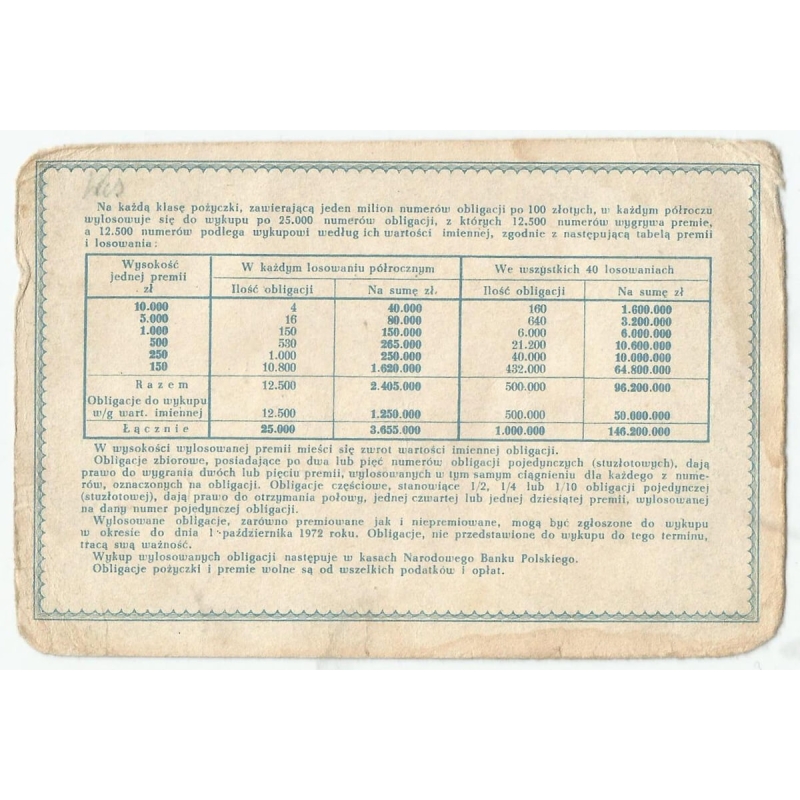 Na każdą klasę pożyczki, zawierającą jeden milion numerów obligacji po 100 złotych, w każdym półroczu
wylosowuje się do wykupu po 25.000 numerów obligacji, z których 12.500 numerów wygrywa premie,
a 12.500 numerów podlega wykupowi według ich wartości imiennej, zgodnie z następującą tabelą premii
i losowania:
Wysokość jednej premii zł | W każdym losowaniu półrocznym | We wszystkich 40 losowaniach
Ilość obligacji | Na sumę zł. | Ilość obligacji | Na sumę zł
10.000 | 4 | 40.000 | 160 | 1.600.000
5.000 | 16 | 80.000 | 640 | 3.200.000
1.000 | 150 | 150.000 | 6.000 | 6.000.000
500 | 530 | 265.000 | 21.200 | 10.600.000
250 | 1.000 | 250.000 | 40.000 | 10.000.000
150 | 10.800 | 1.620.000 | 432.000 | 64.800.000
Razem | 12.500 | 2.405.000 | 500.000 | 96.200.000
Obligacje do wykupu
w/g wart. imiennej | 12.500 | 1.250.000 | 500.000 | 50.000.000
Łącznie | 25.000 | 3.655.000 | 1.000.000 | 146.200.000
W wysokości wylosowanej premii mieści się zwrot wartości imiennej obligacji.
Obligacje zbiorowe, posiadające po dwa lub pięć numerów obligacji pojedynczych (stuzłotowych), dają
prawo do wygrania dwóch lub pięciu premii, wylosowanych w tym samym ciągnieniu dla każdego z nume-
rów, oznaczonych na obligacji. Obligacje częściowe, stanowiące 1/2, 1/4 lub 1/10 obligacji pojedynczej
(stuzłotowej), dają prawo do otrzymania połowy, jednej czwartej lub jednej dziesiątej premii, wylosowanej
na dany numer pojedynczej obligacji.
Wylosowane obligacje, zarówno premiowane jak i niepremiowane, mogą być zgłoszone do wykupu
w okresie do dnia 1 października 1972 roku. Obligacje, nie przedstawione do wykupu do tego terminu,
tracą swą ważność.
Wykup wylosowanych obligacji następuje w kasach Narodowego Banku Polskiego.
Obligacje pożyczki i premie wolne są od wszelkich podatków i opłat.